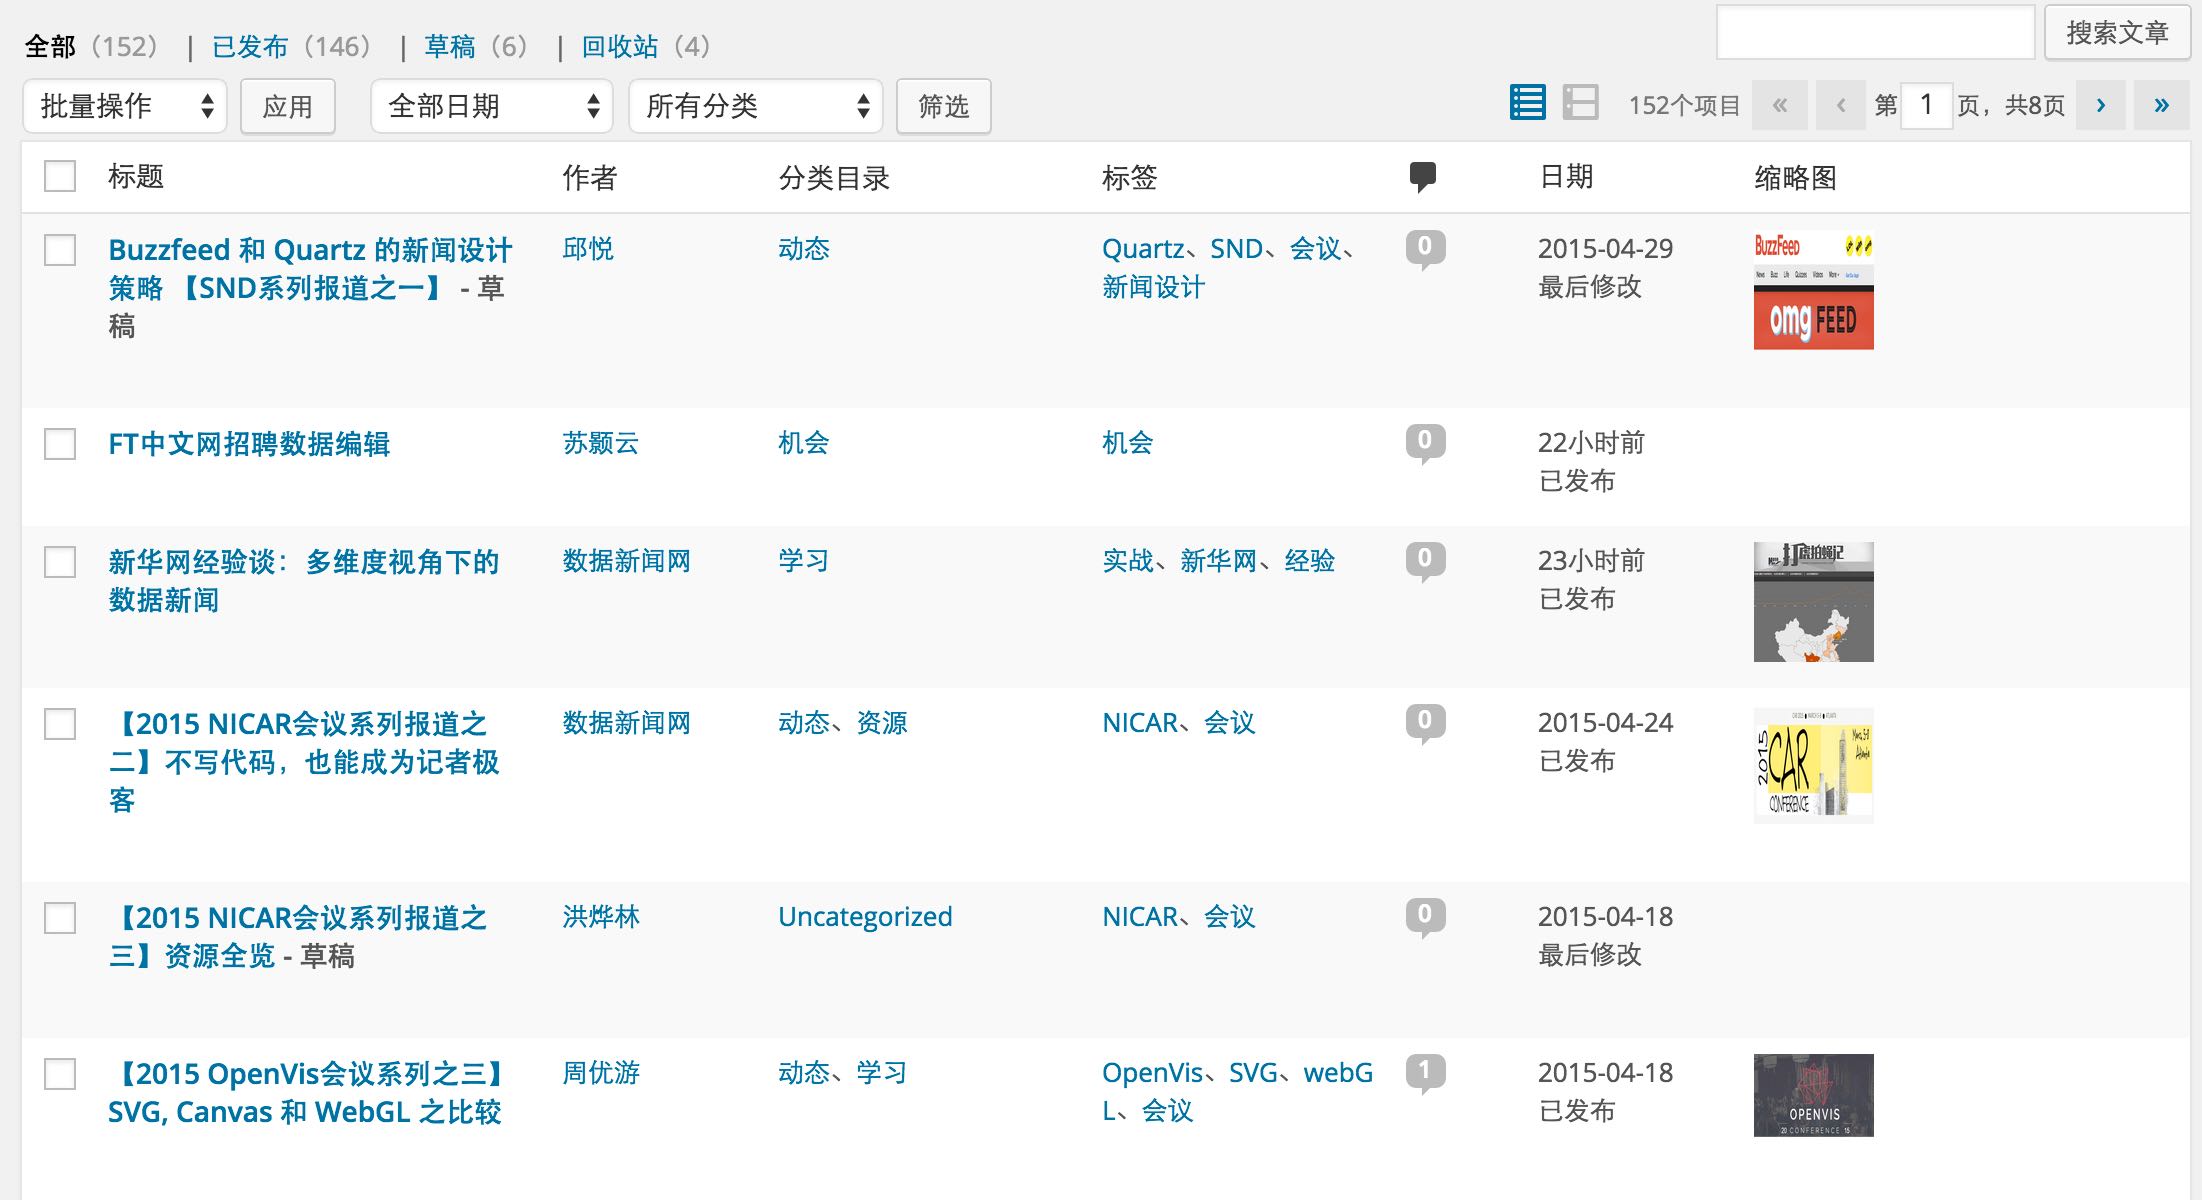 全部（152） | 已发布（146） | 草稿（6） | 回收站（4）
搜索文章
批量操作 应用 全部日期 所有分类 筛选
152个项目 « ‹ 第 1 页，共8页 › »
标题 作者 分类目录 标签 日期 缩略图
Buzzfeed 和 Quartz 的新闻设计
策略 【SND系列报道之一】 - 草
稿
邱悦
动态
Quartz、SND、会议、
新闻设计
0
2015-04-29
最后修改
BuzzFeed
News Buzz Life Quizzes Videos More
omg FEED
FT中文网招聘数据编辑
苏颢云
机会
机会
0
22小时前
已发布
新华网经验谈：多维度视角下的
数据新闻
数据新闻网
学习
实战、新华网、经验
0
23小时前
已发布
打虎拍蝇记
【2015 NICAR会议系列报道之
二】不写代码，也能成为记者极
客
数据新闻网
动态、资源
NICAR、会议
0
2015-04-24
已发布
2015
CAR
CONFERENCE
【2015 NICAR会议系列报道之
三】资源全览 - 草稿
洪烨林
Uncategorized
NICAR、会议
0
2015-04-18
最后修改
【2015 OpenVis会议系列之三】
SVG, Canvas 和 WebGL 之比较
周优游
动态、学习
OpenVis、SVG、webG
L、会议
1
2015-04-18
已发布
OPENVIS
20 CONFERENCE 15